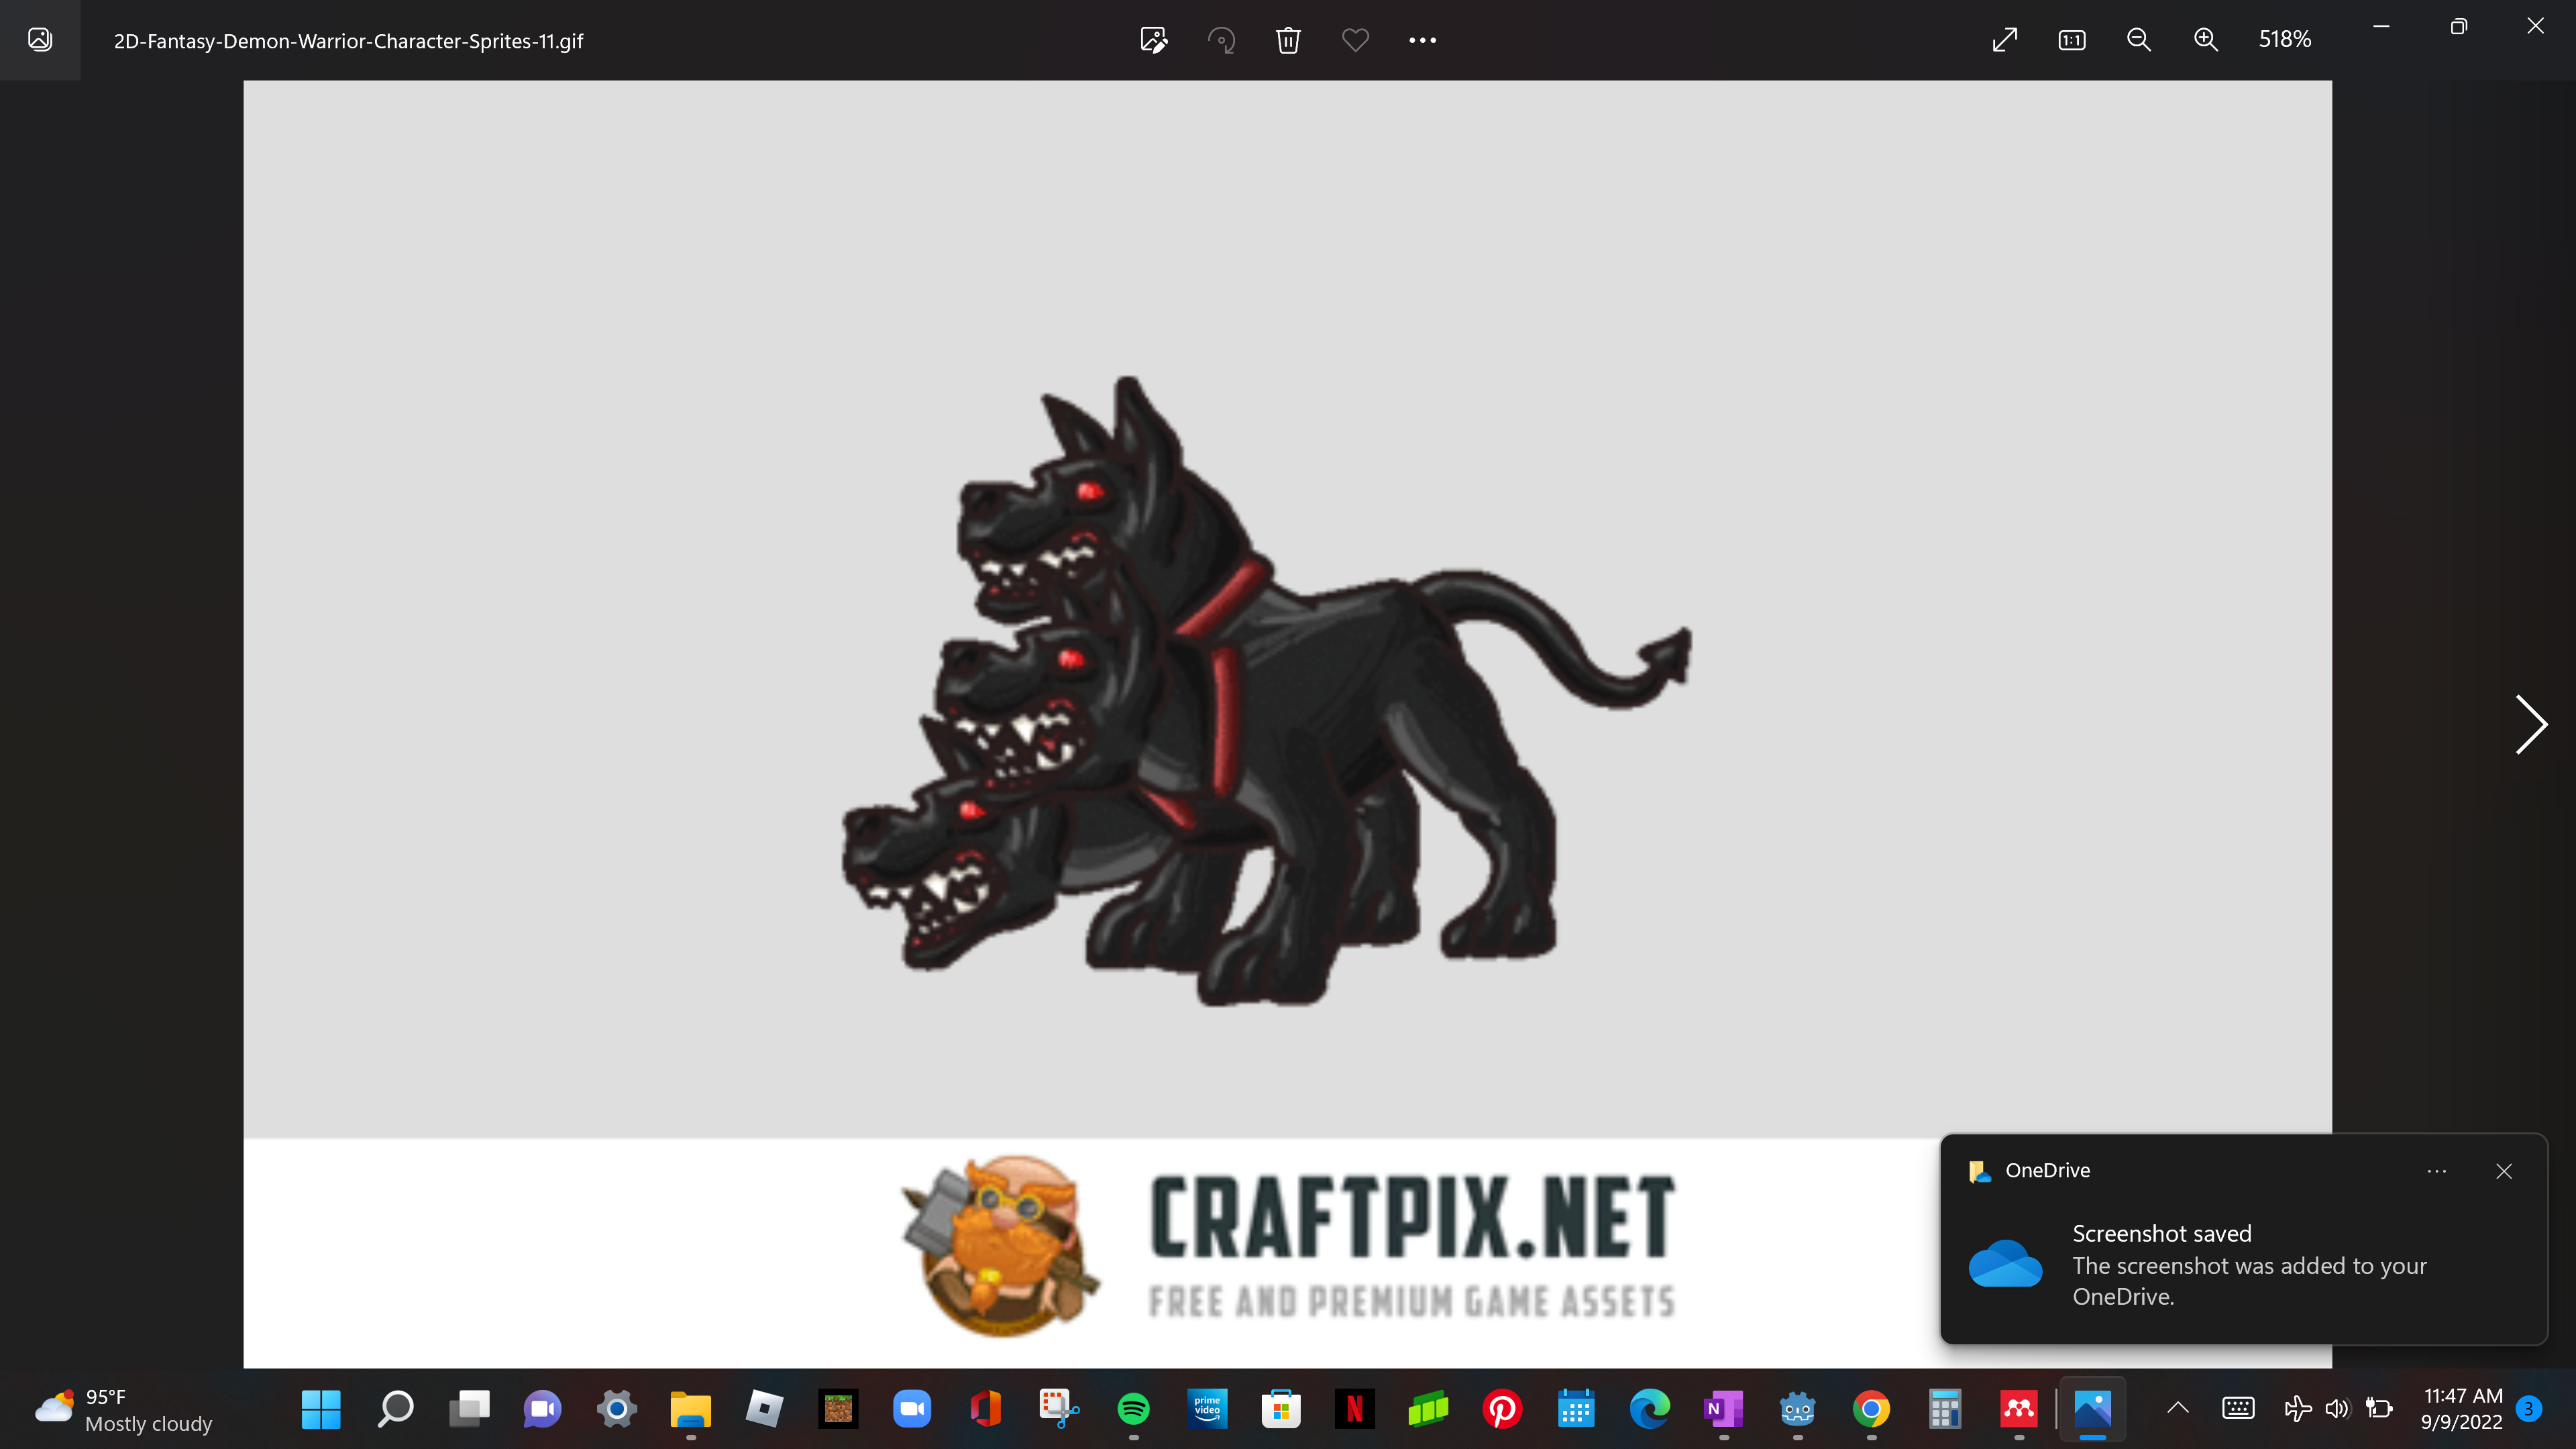 2D-Fantasy-Demon-Warrior-Character-Sprites-11.gif
1:1
518%
CRAFTPIX.NET
FREE AND PREMIUM GAME ASSETS
OneDrive
Screenshot saved
The screenshot was added to your
OneDrive.
95°F
Mostly cloudy
prime
video
N
N
11:47 AM
9/9/2022
3